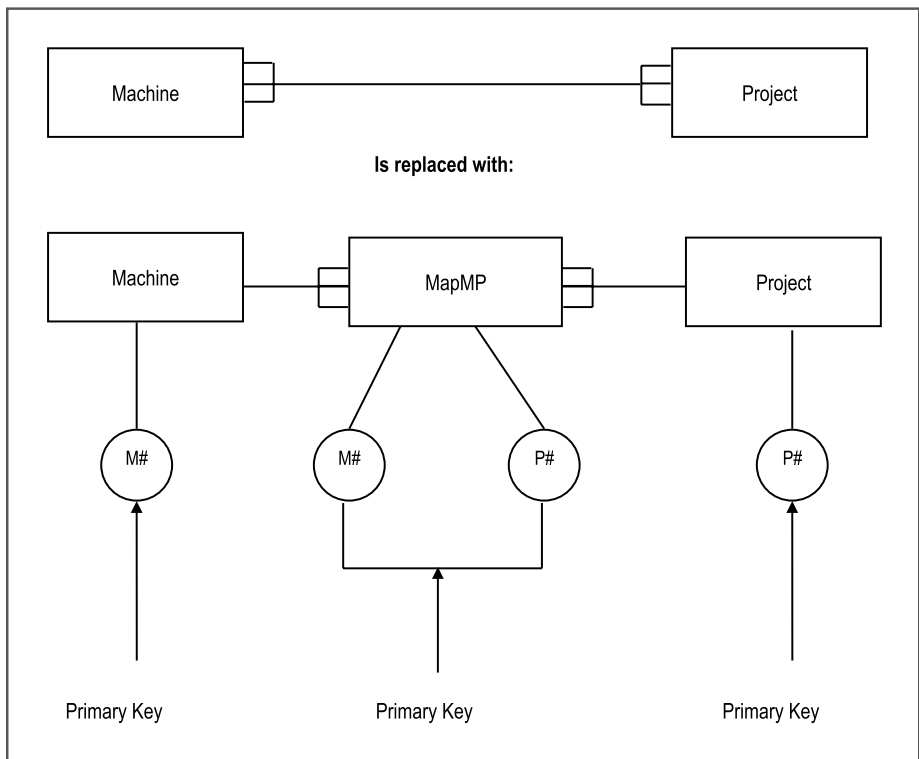 Machine Project
Is replaced with:
Machine MapMP Project
M# M# P# P#
Primary Key Primary Key Primary Key